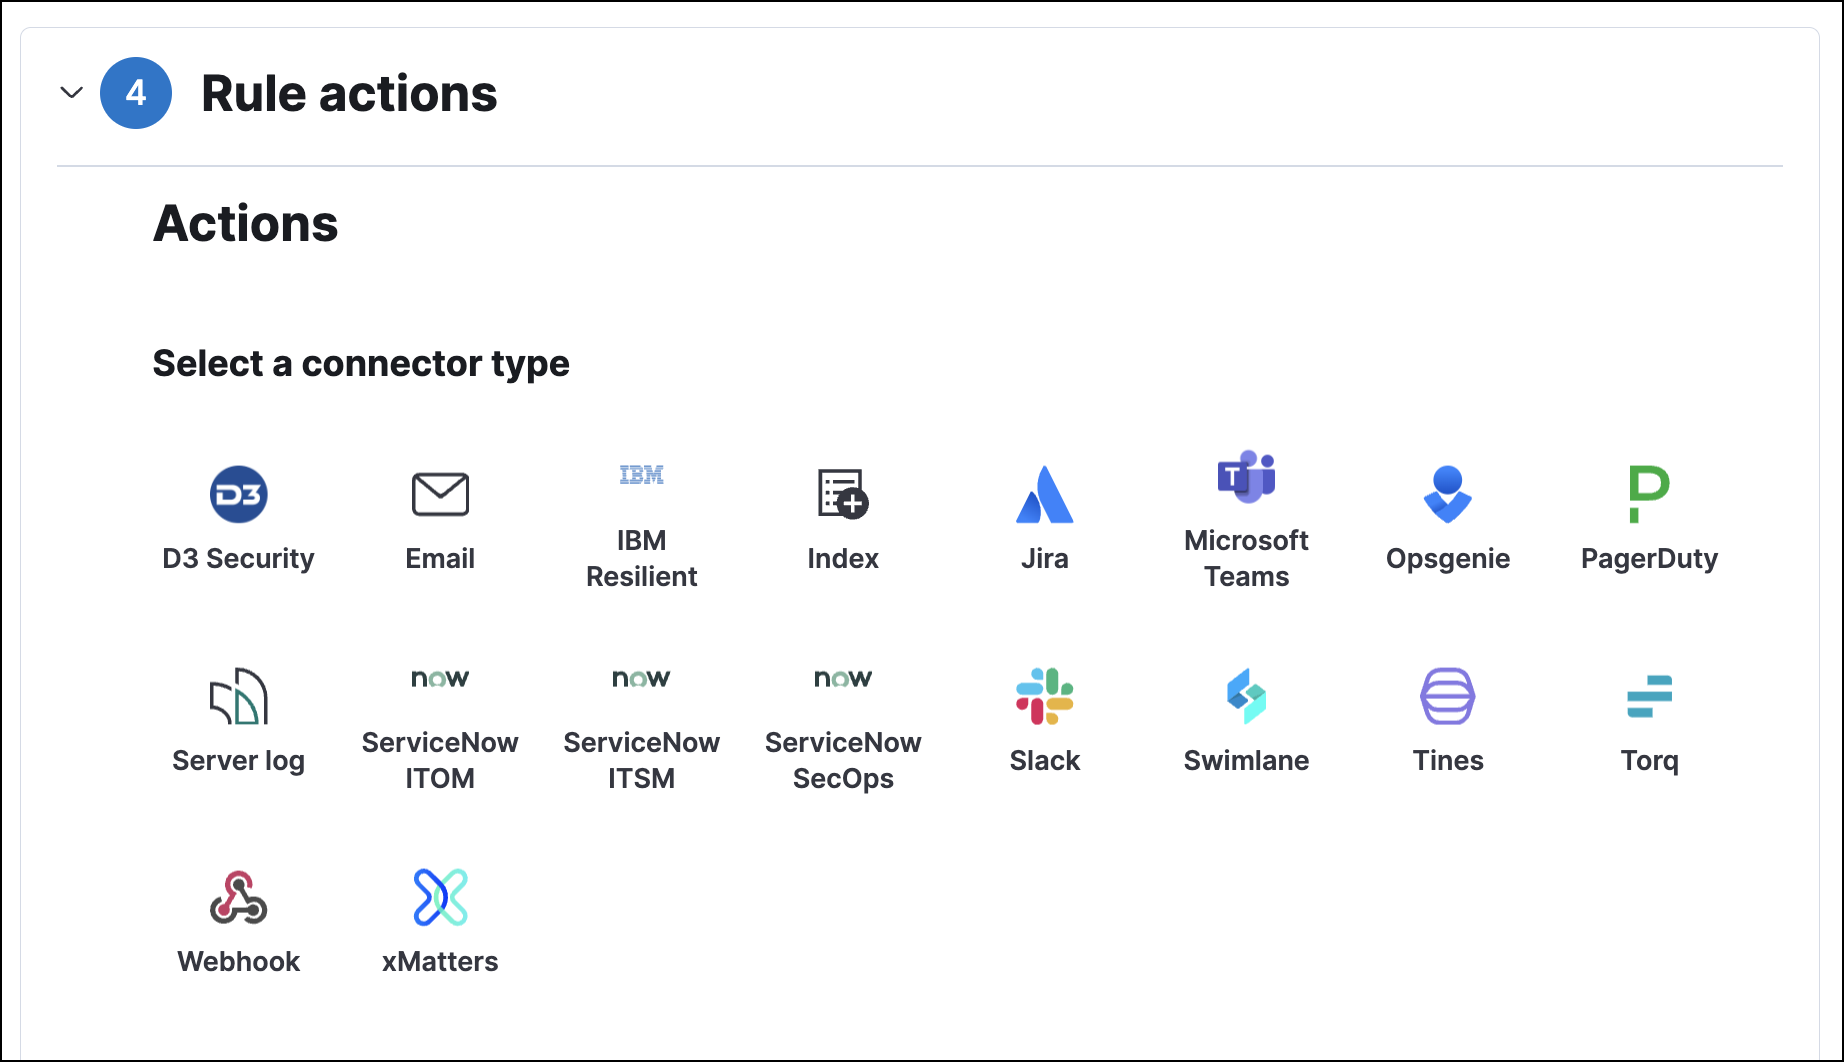 4 Rule actions
Actions
Select a connector type
D3
IBM
T
D3 Security
Email
IBM
Resilient
Index
Jira
Microsoft
Teams
Opsgenie
PagerDuty
now
now
now
Server log
ServiceNow
ITOM
ServiceNow
ITSM
ServiceNow
SecOps
Slack
Swimlane
Tines
Torq
Webhook
xMatters